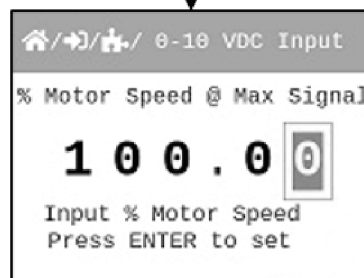 / / / 0-10 VDC Input
% Motor Speed @ Max Signal
100.00
Input % Motor Speed
Press ENTER to set